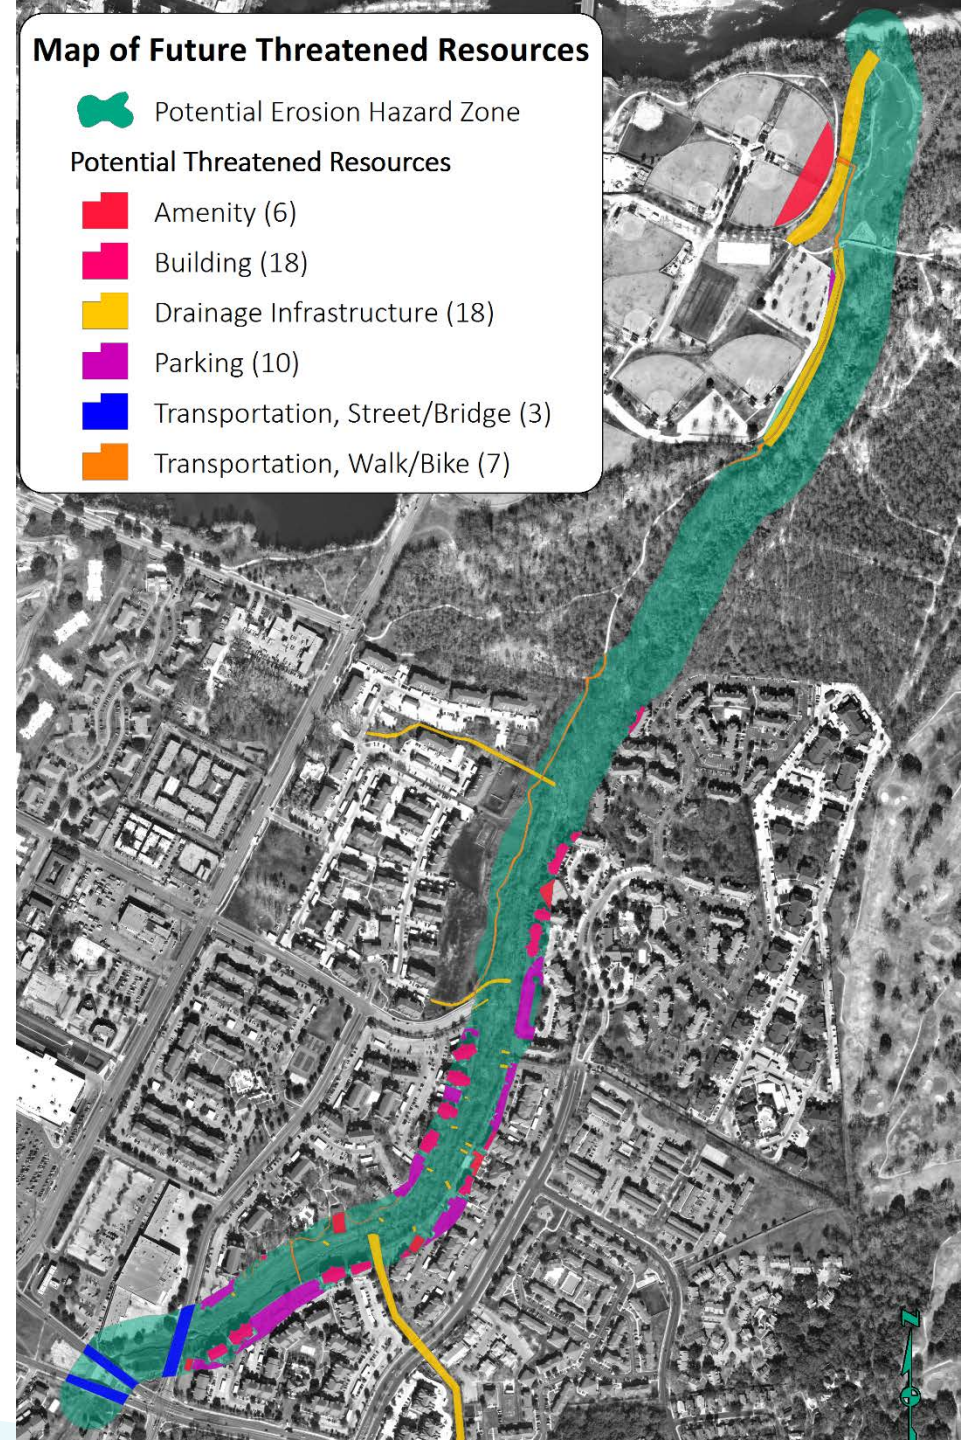 Map of Future Threatened Resources
Potential Erosion Hazard Zone
Potential Threatened Resources
Amenity (6)
Building (18)
Drainage Infrastructure (18)
Parking (10)
Transportation, Street/Bridge (3)
Transportation, Walk/Bike (7)
N